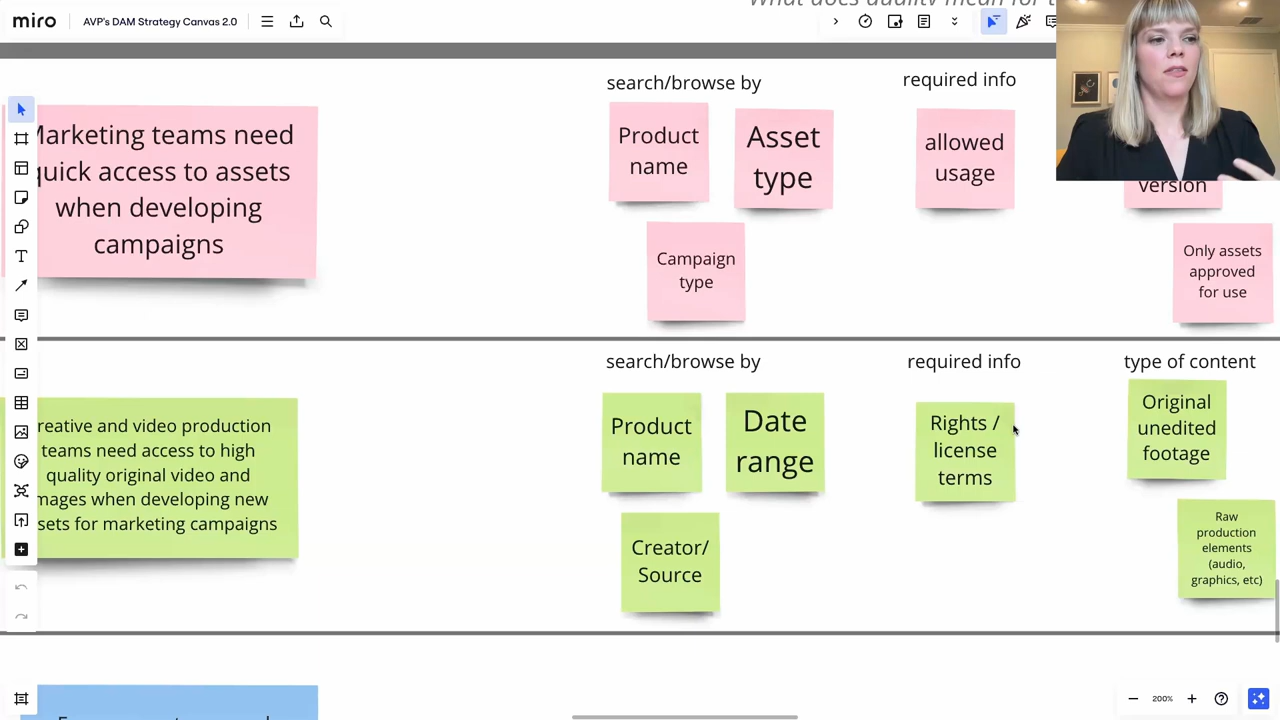 miro
AVP's DAM Strategy Canvas 2.0
search/browse by
required info
Marketing teams need
quick access to assets
when developing
campaigns
Product
name
Asset
type
allowed
usage
version
Campaign
type
Only assets
approved
for use
search/browse by
required info
type of content
reative and video production
teams need access to high
quality original video and
mages when developing new
sets for marketing campaigns
Product
name
Date
range
Rights /
license
terms
Original
unedited
footage
Creator/
Source
Raw
production
elements
(audio,
graphics, etc)
200%